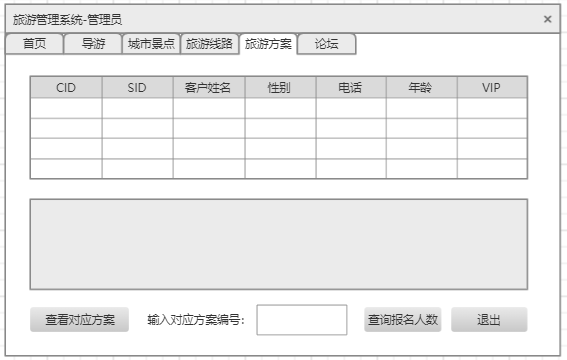 旅游管理系统-管理员 ×
首页 导游 城市景点 旅游线路 旅游方案 论坛
CID SID 客户姓名 性别 电话 年龄 VIP
查看对应方案 输入对应方案编号: 查询报名人数 退出